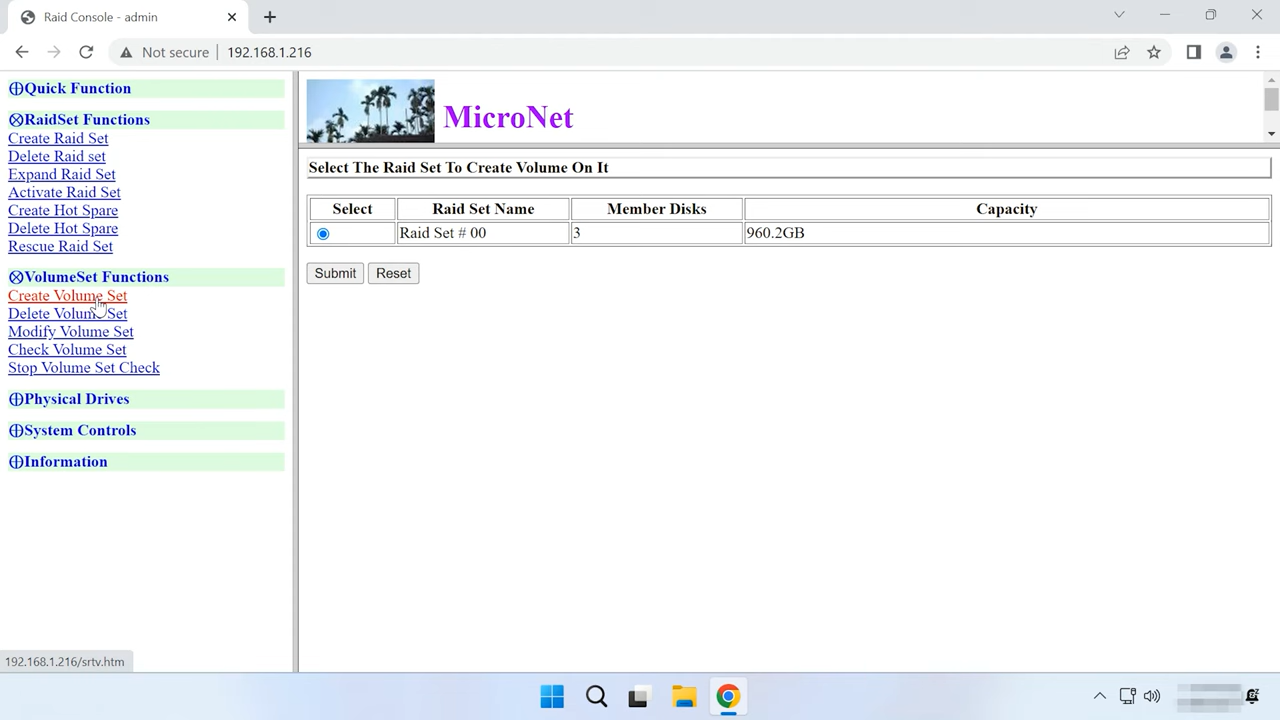 Raid Console - admin
Not secure
192.168.1.216
Quick Function
RaidSet Functions
Create Raid Set
Delete Raid set
Expand Raid Set
Activate Raid Set
Create Hot Spare
Delete Hot Spare
Rescue Raid Set
VolumeSet Functions
Create Volume Set
Delete Volume Set
Modify Volume Set
Check Volume Set
Stop Volume Set Check
Physical Drives
System Controls
Information
192.168.1.216/srtv.htm
MicroNet
Select The Raid Set To Create Volume On It
Select Raid Set Name Member Disks Capacity
Raid Set # 00 3 960.2GB
Submit Reset